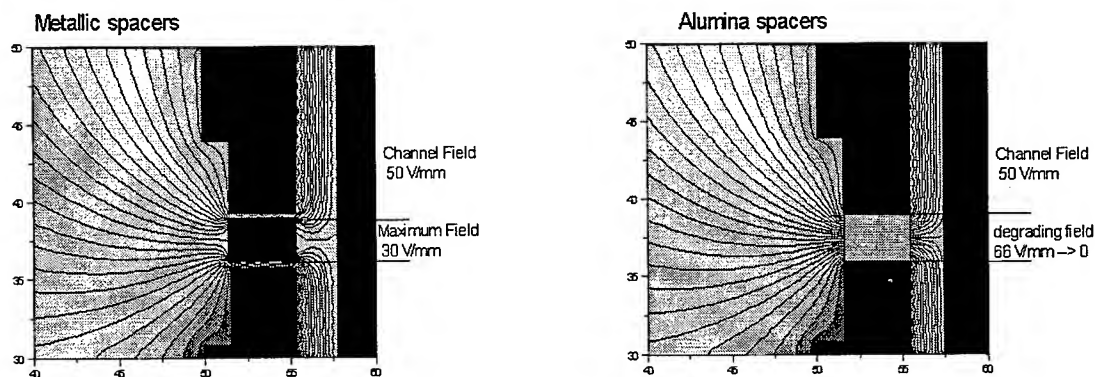 Metallic spacers
50
45
40
35
30
40
45
50
55
60
Channel Field
50 V/mm
Maximum Field
30 V/mm
Alumina spacers
50
45
40
35
30
40
45
50
55
60
Channel Field
50 V/mm
degrading field
66 V/mm –> 0